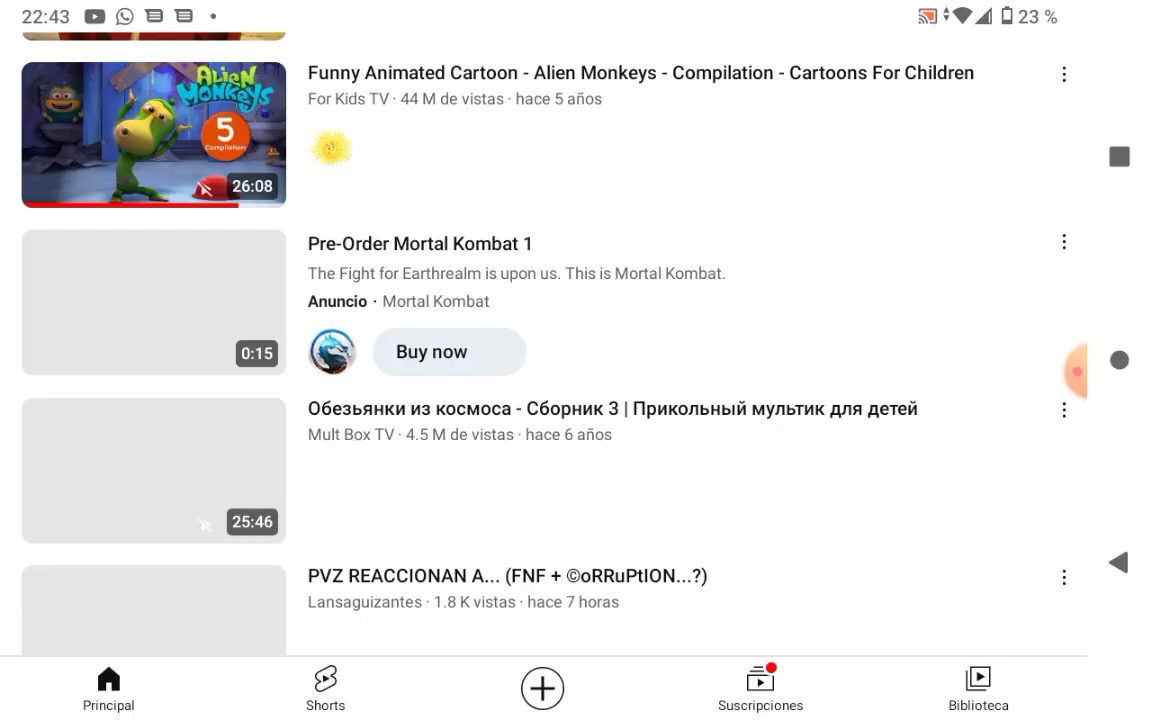 22:43
23 %
ALIEN MONKEYS
5
Compilation
26:08
Funny Animated Cartoon - Alien Monkeys - Compilation - Cartoons For Children
For Kids TV · 44 M de vistas · hace 5 años
0:15
Pre-Order Mortal Kombat 1
The Fight for Earthrealm is upon us. This is Mortal Kombat.
Anuncio · Mortal Kombat
Buy now
25:46
Обезьянки из космоса - Сборник 3 | Прикольный мультик для детей
Mult Box TV · 4.5 M de vistas · hace 6 años
PVZ REACCIONAN A... (FNF + ©oRRuPtION...?)
Lansaguizantes · 1.8 K vistas · hace 7 horas
Principal
Shorts
Suscripciones
Biblioteca